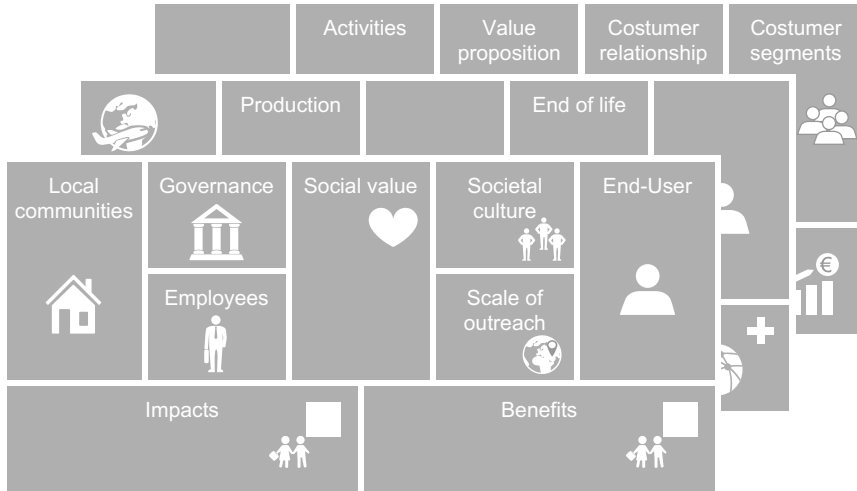 Activities
Value
proposition
Costumer
relationship
Costumer
segments
Production
End of life
Local
communities
Governance
Social value
Societal
culture
End-User
Employees
Scale of
outreach
€
Impacts
Benefits